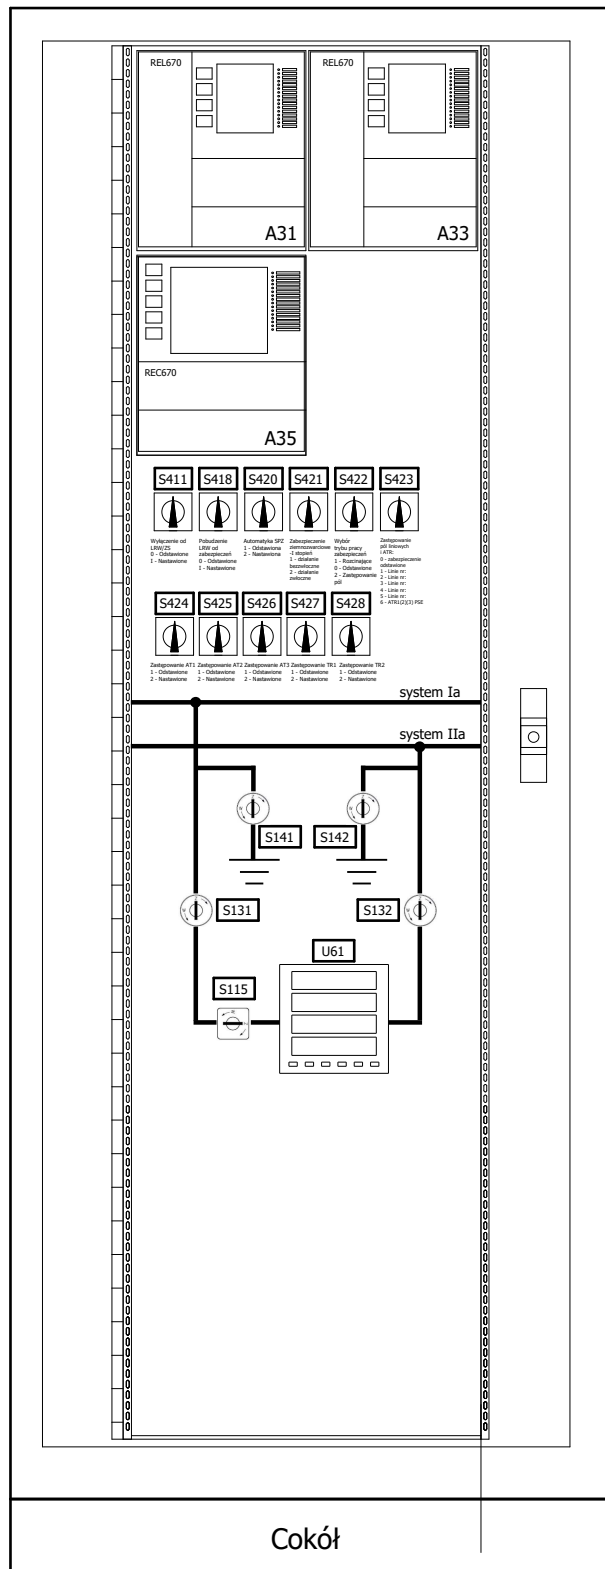 REL670
REL670
A31
A33
REC670
A35
S411 S418 S420 S421 S422 S423
Wyłączenie od
LRW/ZS
0 - Odstawione
I - Nastawione
Pobudzenie
LRW od
zabezpieczeń
0 - Odstawione
I - Nastawione
Automatyka SPZ
1 - Odstawiona
2 - Nastawiona
Zabezpieczenie
ziemnozwarciowe
-I stopień
1 - działanie
bezzwłoczne
2 - działanie
zwłoczne
Wybór
trybu pracy
zabezpieczeń
1 - Rozcinające
0 - Odstawione
2 - Zastępowanie
pól
Zastępowanie
pól liniowych
i ATR:
0 - zabezpieczenie
odstawione
1 - Linie nr:
2 - Linie nr:
3 - Linie nr:
4 - Linie nr:
5 - Linie nr:
6 - ATR1(2)(3) PSE
S424 S425 S426 S427 S428
Zastępowanie AT1
1 - Odstawione
2 - Nastawione
Zastępowanie AT2
1 - Odstawione
2 - Nastawione
Zastępowanie AT3
1 - Odstawione
2 - Nastawione
Zastępowanie TR1
1 - Odstawione
2 - Nastawione
Zastępowanie TR2
1 - Odstawione
2 - Nastawione
system Ia
system IIa
S141
S142
S131
S132
U61
S115
Cokół